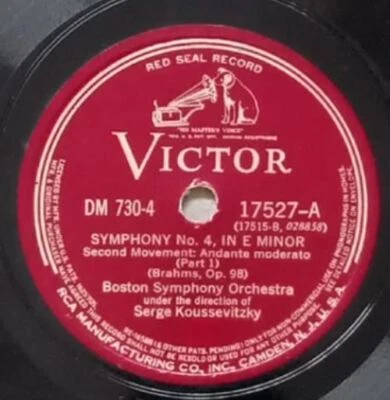 RED SEAL RECORD
"HIS MASTER'S VOICE"
VICTOR
DM 730-4 17527-A
(17515-B, 028858)
SYMPHONY No. 4, IN E MINOR
Second Movement: Andante moderato
(Part 1)
(Brahms, Op. 98)
Boston Symphony Orchestra
under the direction of
Serge Koussevitzky
RCA MANUFACTURING CO., INC. CAMDEN, N. J., U. S. A.